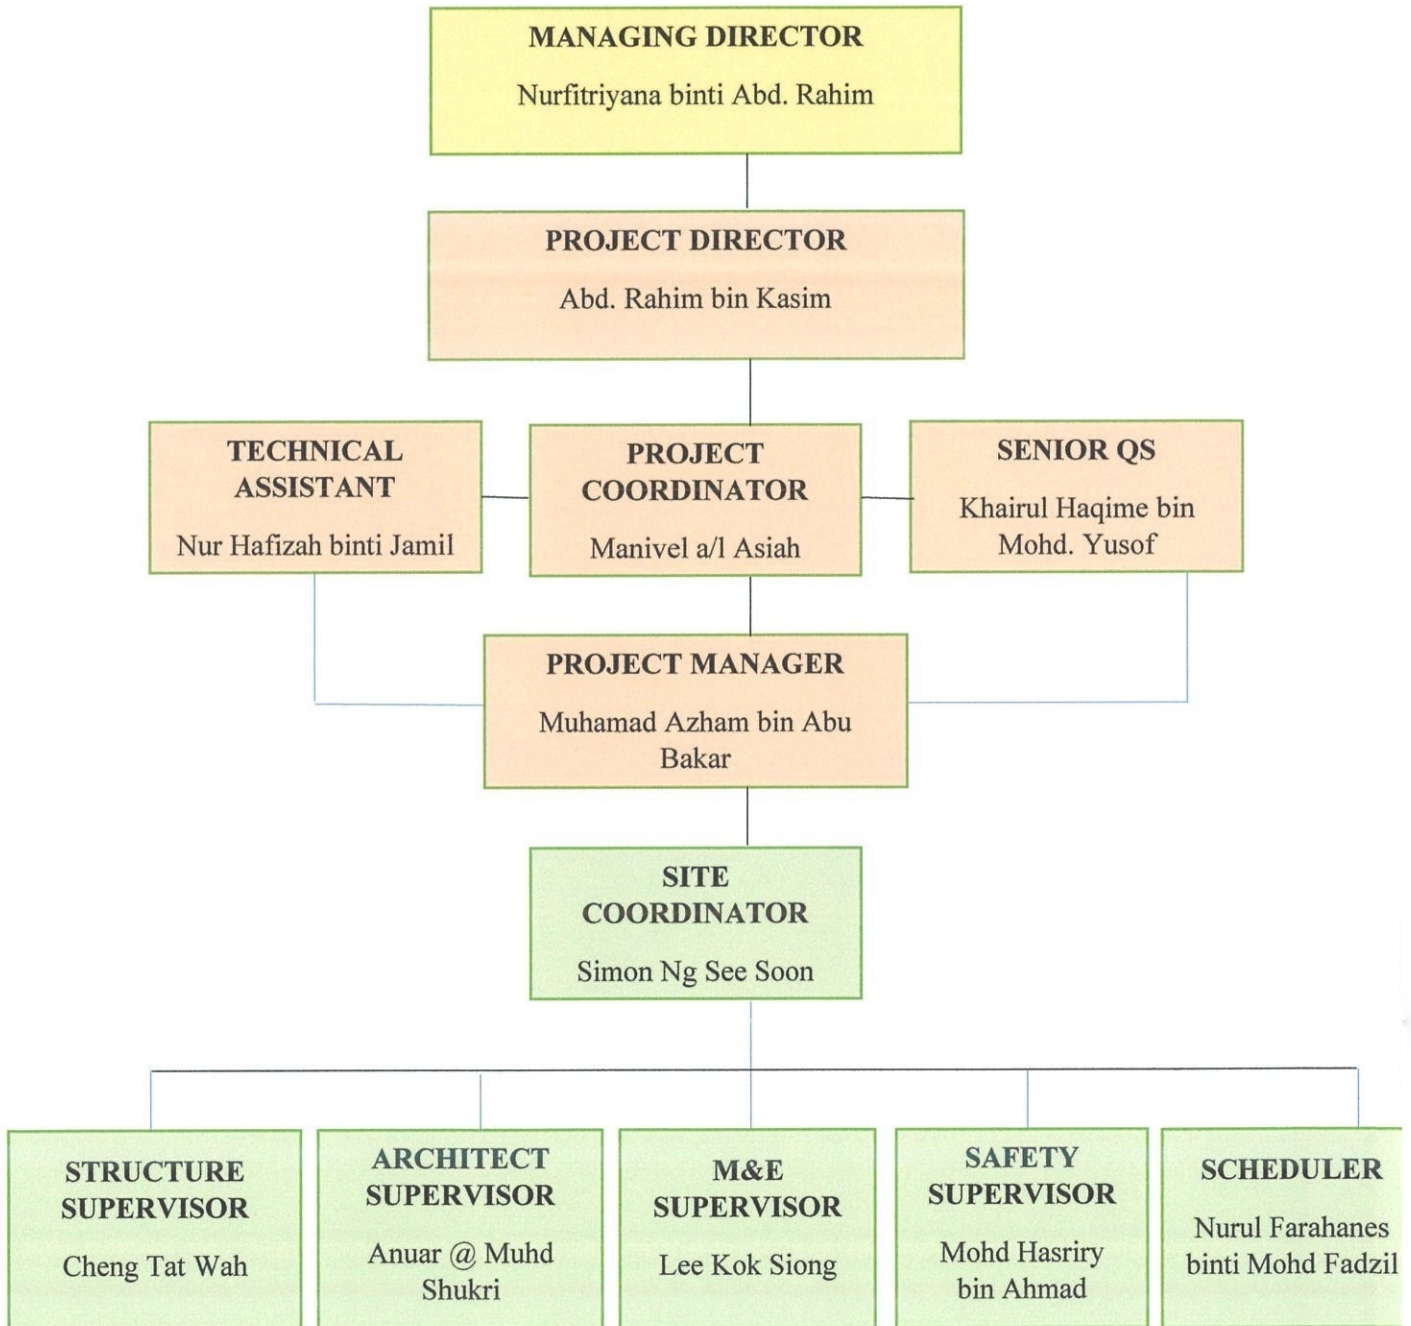 MANAGING DIRECTOR
Nurfitriyana binti Abd. Rahim
PROJECT DIRECTOR
Abd. Rahim bin Kasim
TECHNICAL
ASSISTANT
Nur Hafizah binti Jamil
PROJECT
COORDINATOR
Manivel a/l Asiah
SENIOR QS
Khairul Haqime bin
Mohd. Yusof
PROJECT MANAGER
Muhamad Azham bin Abu
Bakar
SITE
COORDINATOR
Simon Ng See Soon
STRUCTURE
SUPERVISOR
Cheng Tat Wah
ARCHITECT
SUPERVISOR
Anuar @ Muhd
Shukri
M&E
SUPERVISOR
Lee Kok Siong
SAFETY
SUPERVISOR
Mohd Hasriry
bin Ahmad
SCHEDULER
Nurul Farahanes
binti Mohd Fadzil